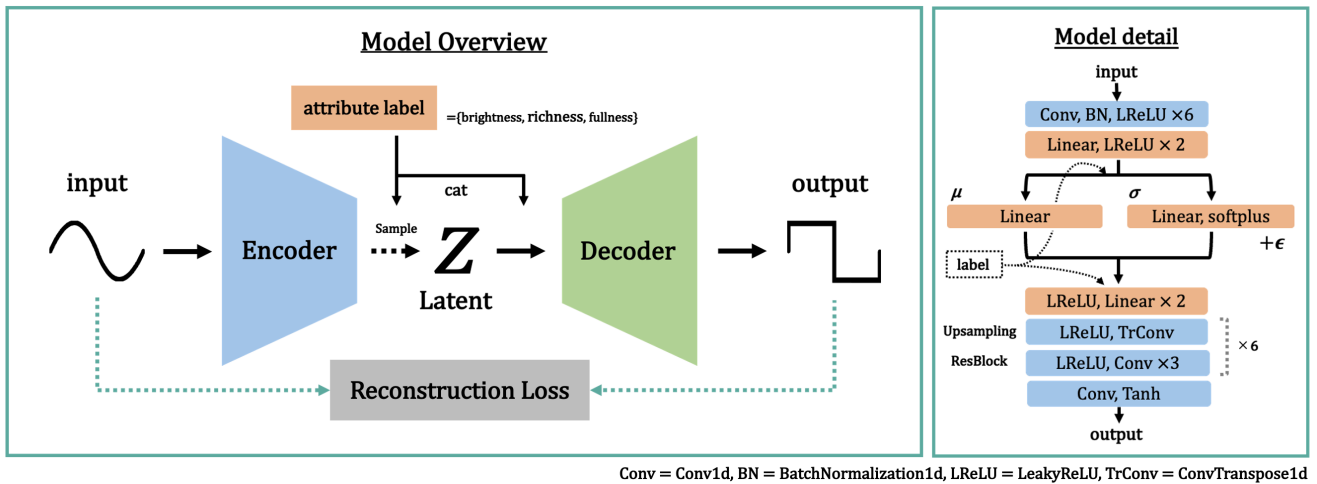 Model Overview
attribute label
={brightness, richness, fullness}
input
cat
output
Encoder
Sample
Z
Latent
Decoder
Reconstruction Loss
Model detail
input
Conv, BN, LReLU ×6
Linear, LReLU × 2
μ
σ
Linear
Linear, softplus
+ϵ
label
LReLU, Linear × 2
Upsampling
LReLU, TrConv
×6
ResBlock
LReLU, Conv ×3
Conv, Tanh
output
Conv = Conv1d, BN = BatchNormalization1d, LReLU = LeakyReLU, TrConv = ConvTranspose1d